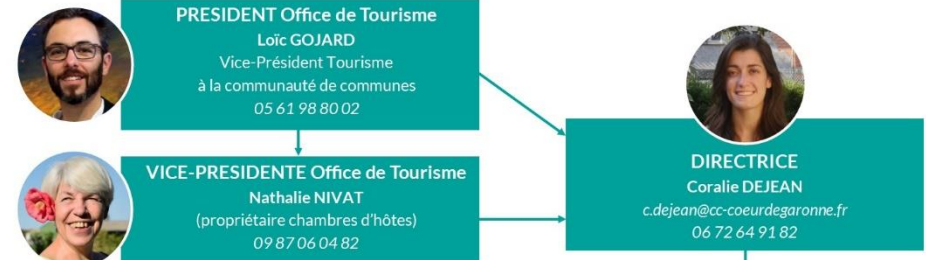 PRESIDENT Office de Tourisme
Loïc GOJARD
Vice-Président Tourisme
à la communauté de communes
05 61 98 80 02
VICE-PRESIDENTE Office de Tourisme
Nathalie NIVAT
(propriétaire chambres d'hôtes)
09 87 06 04 82
DIRECTRICE
Coralie DEJEAN
c.dejean@cc-coeurdegaronne.fr
06 72 64 91 82